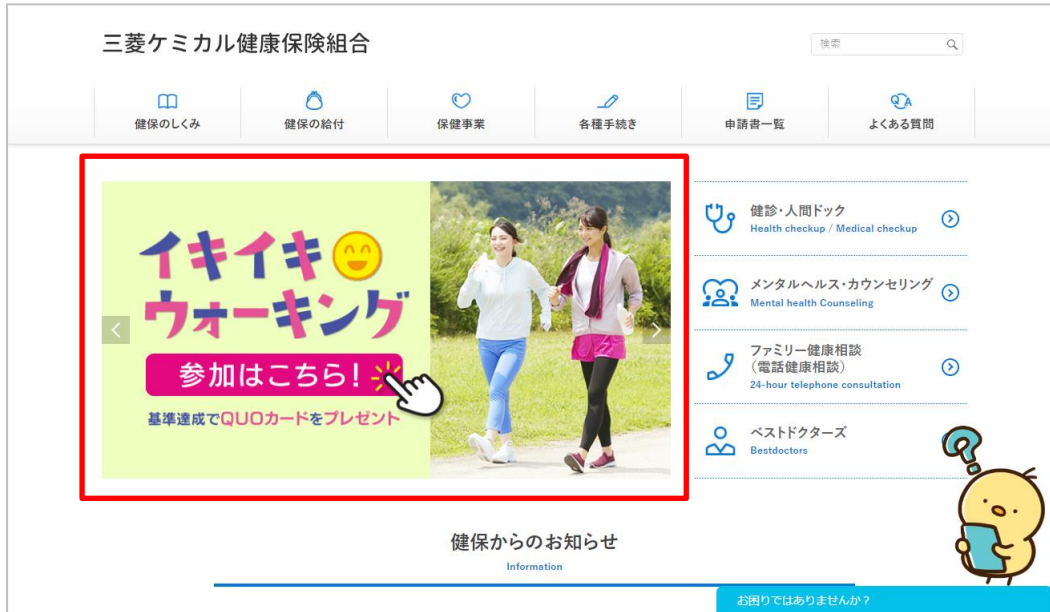 三菱ケミカル健康保険組合
検索
健保のしくみ
健保の給付
保健事業
各種手続き
申請書一覧
よくある質問
イキイキ
ウォーキング
参加はこちら!
基準達成でQUOカードをプレゼント
健診・人間ドック
Health checkup / Medical checkup
メンタルヘルス・カウンセリング
Mental health Counseling
ファミリー健康相談
(電話健康相談)
24-hour telephone consultation
ベストドクターズ
Bestdoctors
健保からのお知らせ
Information
お困りではありませんか?